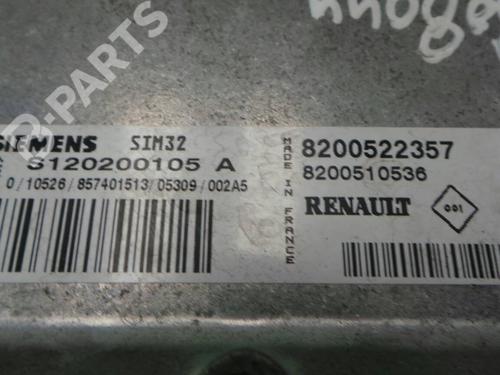 B-PARTS
SIEMENS SIM32
S120200105 A
0/10526/857401513/05309/002A5
MADE IN FRANCE
8200522357
8200510536
RENAULT
001